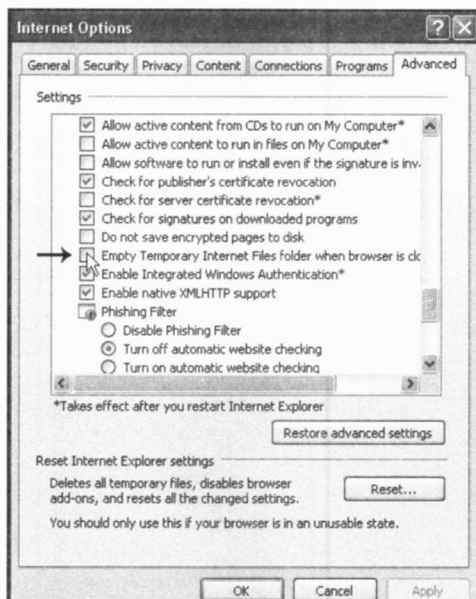 Internet Options
General Security Privacy Content Connections Programs Advanced
Settings
Allow active content from CDs to run on My Computer*
Allow active content to run in files on My Computer*
Allow software to run or install even if the signature is inv
Check for publisher's certificate revocation
Check for server certificate revocation*
Check for signatures on downloaded programs
Do not save encrypted pages to disk
Empty Temporary Internet Files folder when browser is clo
Enable Integrated Windows Authentication*
Enable native XMLHTTP support
Phishing Filter
Disable Phishing Filter
Turn off automatic website checking
Turn on automatic website checking
*Takes effect after you restart Internet Explorer
Restore advanced settings
Reset Internet Explorer settings
Deletes all temporary files, disables browser
add-ons, and resets all the changed settings.
Reset...
You should only use this if your browser is in an unusable state.
OK Cancel Apply